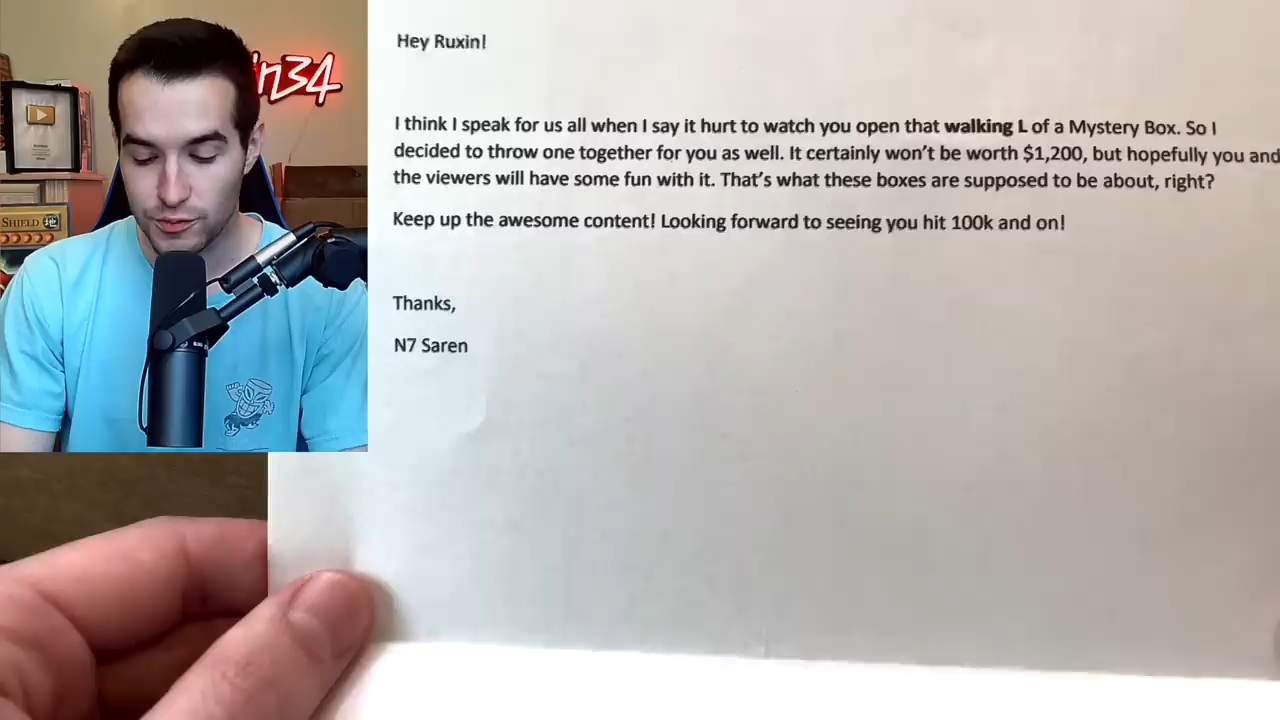 in34
SHIELD
Hey Ruxin!
I think I speak for us all when I say it hurt to watch you open that walking L of a Mystery Box. So I
decided to throw one together for you as well. It certainly won't be worth $1,200, but hopefully you and
the viewers will have some fun with it. That's what these boxes are supposed to be about, right?
Keep up the awesome content! Looking forward to seeing you hit 100k and on!
Thanks,
N7 Saren